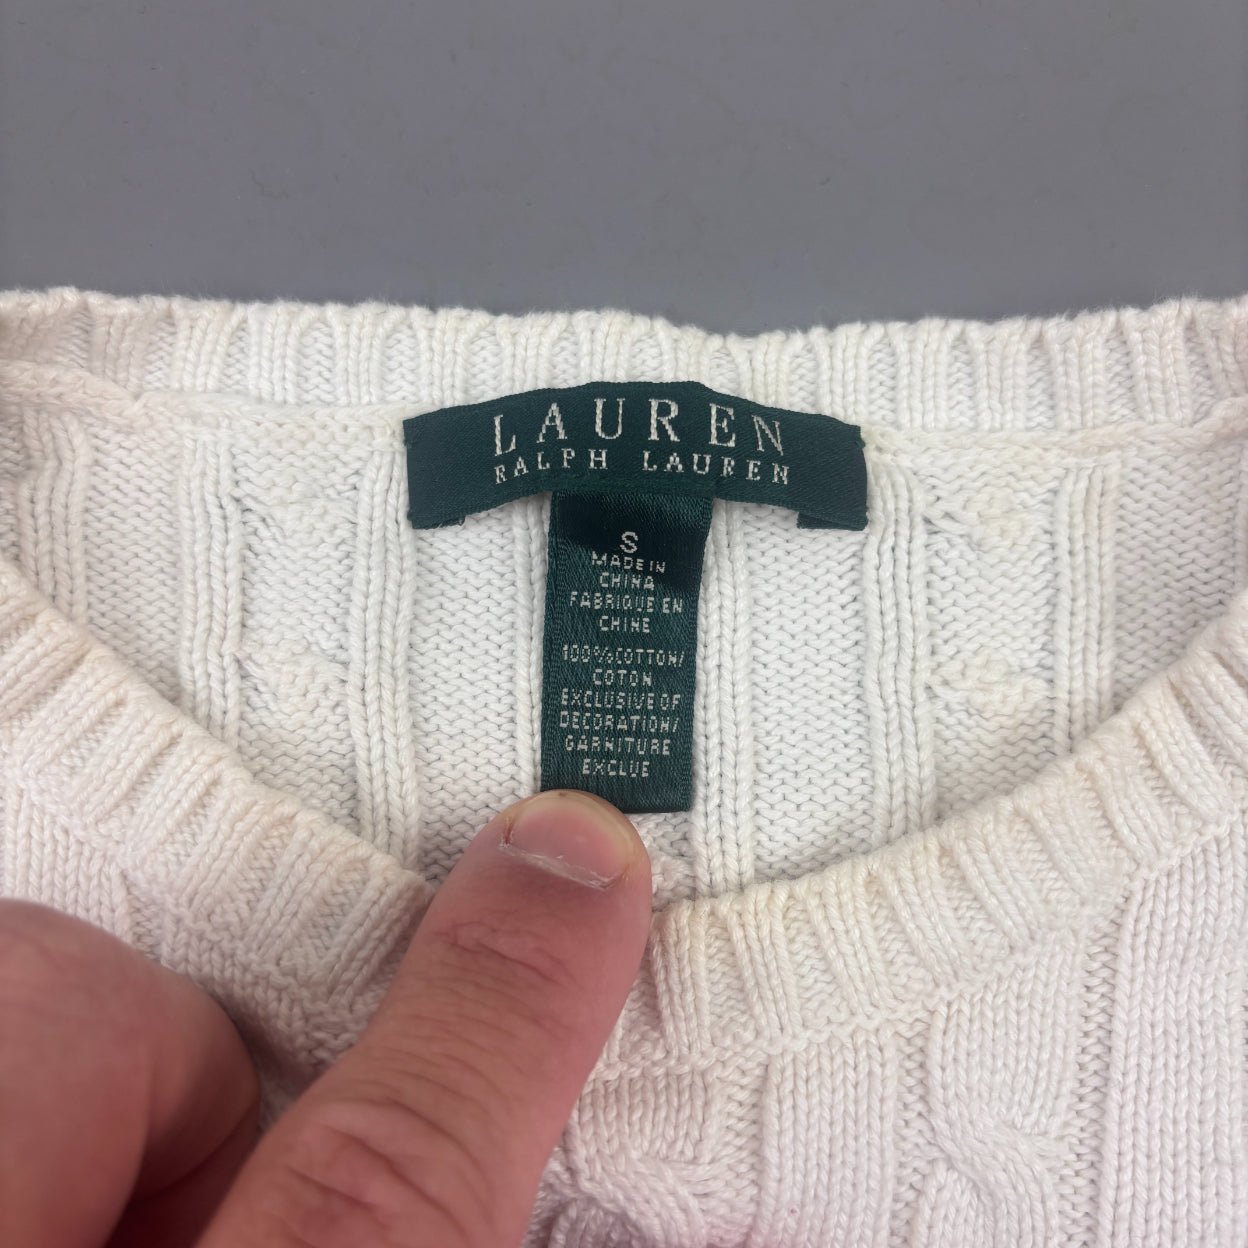 LAUREN
RALPH LAUREN
S
MADE IN
CHINA
FABRIQUE EN
CHINE
100%COTTON/
COTON
EXCLUSIVE OF
DECORATION/
GARNITURE
EXCLUE